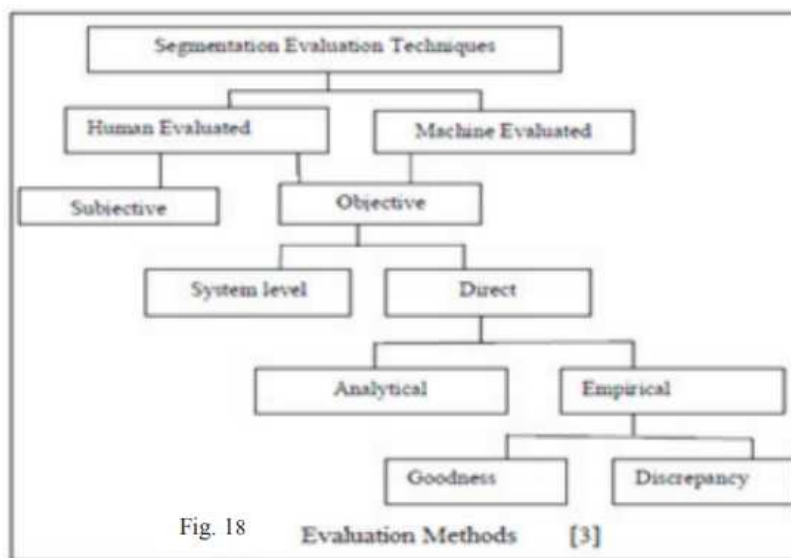 Segmentation Evaluation Techniques
Human Evaluated
Machine Evaluated
Subjective
Objective
System level
Direct
Analytical
Empirical
Goodness
Discrepancy
Fig. 18
Evaluation Methods [3]